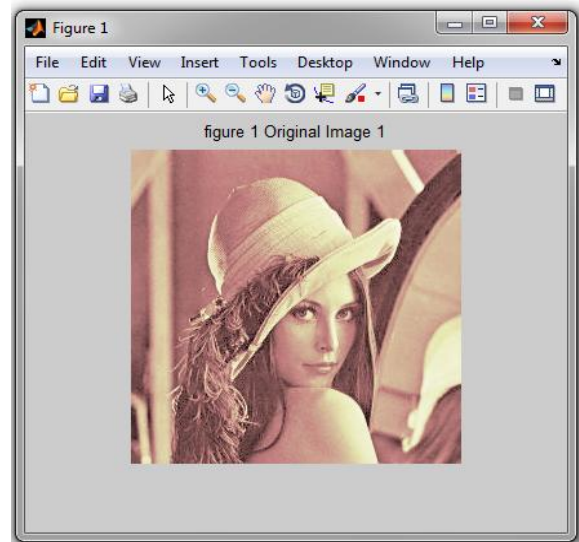 Figure 1
File Edit View Insert Tools Desktop Window Help
figure 1 Original Image 1